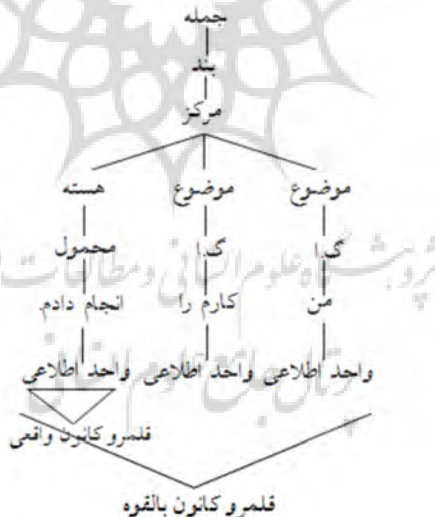 جمله
بند
مرکز
موضوع موضوع هسته
گ.ا گ.ا محمول
من کارم را انجام دادم
واحد اطلاعی واحد اطلاعی واحد اطلاعی
قلمرو کانون واقعی
قلمرو کانون بالقوه